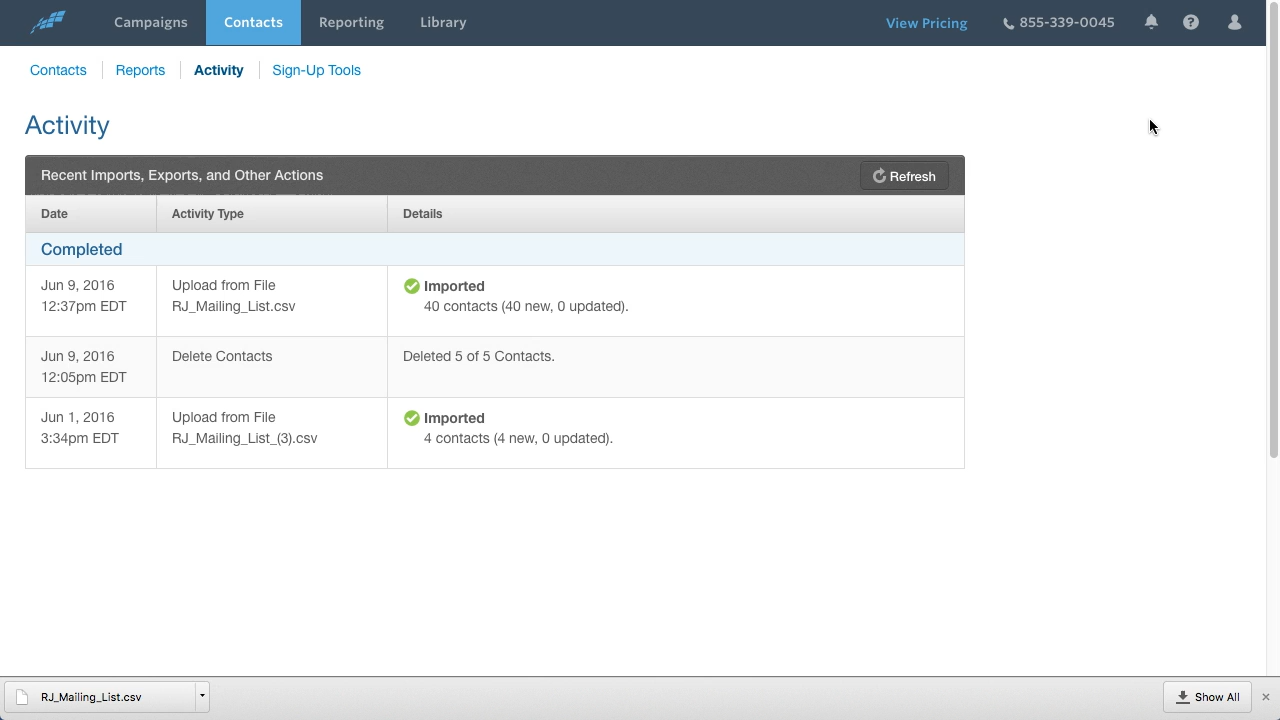 Campaigns Contacts Reporting Library View Pricing 855-339-0045
Contacts Reports Activity Sign-Up Tools
Activity
Recent Imports, Exports, and Other Actions Refresh
Date Activity Type Details
Completed
Jun 9, 2016 Upload from File Imported
12:37pm EDT RJ_Mailing_List.csv 40 contacts (40 new, 0 updated).
Jun 9, 2016 Delete Contacts Deleted 5 of 5 Contacts.
12:05pm EDT
Jun 1, 2016 Upload from File Imported
3:34pm EDT RJ_Mailing_List_(3).csv 4 contacts (4 new, 0 updated).
RJ_Mailing_List.csv Show All